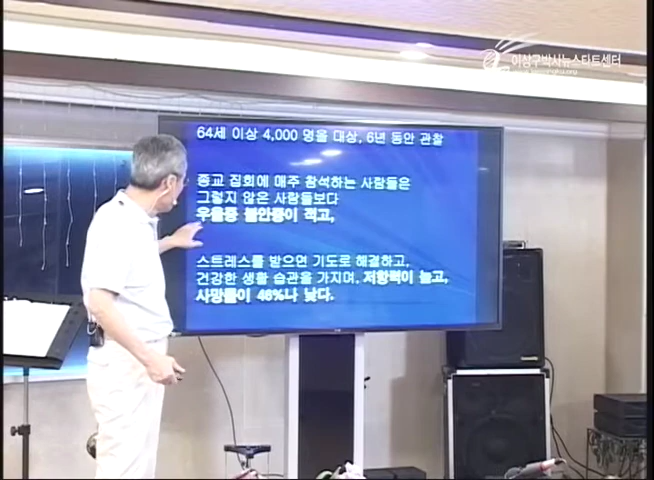 이상구박사뉴스타트센터
64세 이상 4,000 명을 대상, 6년 동안 관찰
종교 집회에 매주 참석하는 사람들은
그렇지 않은 사람들보다
우울증 불안증이 적고,
스트레스를 받으면 기도로 해결하고,
건강한 생활 습관을 가지며, 저항력이 높고,
사망률이 46%나 낮다.